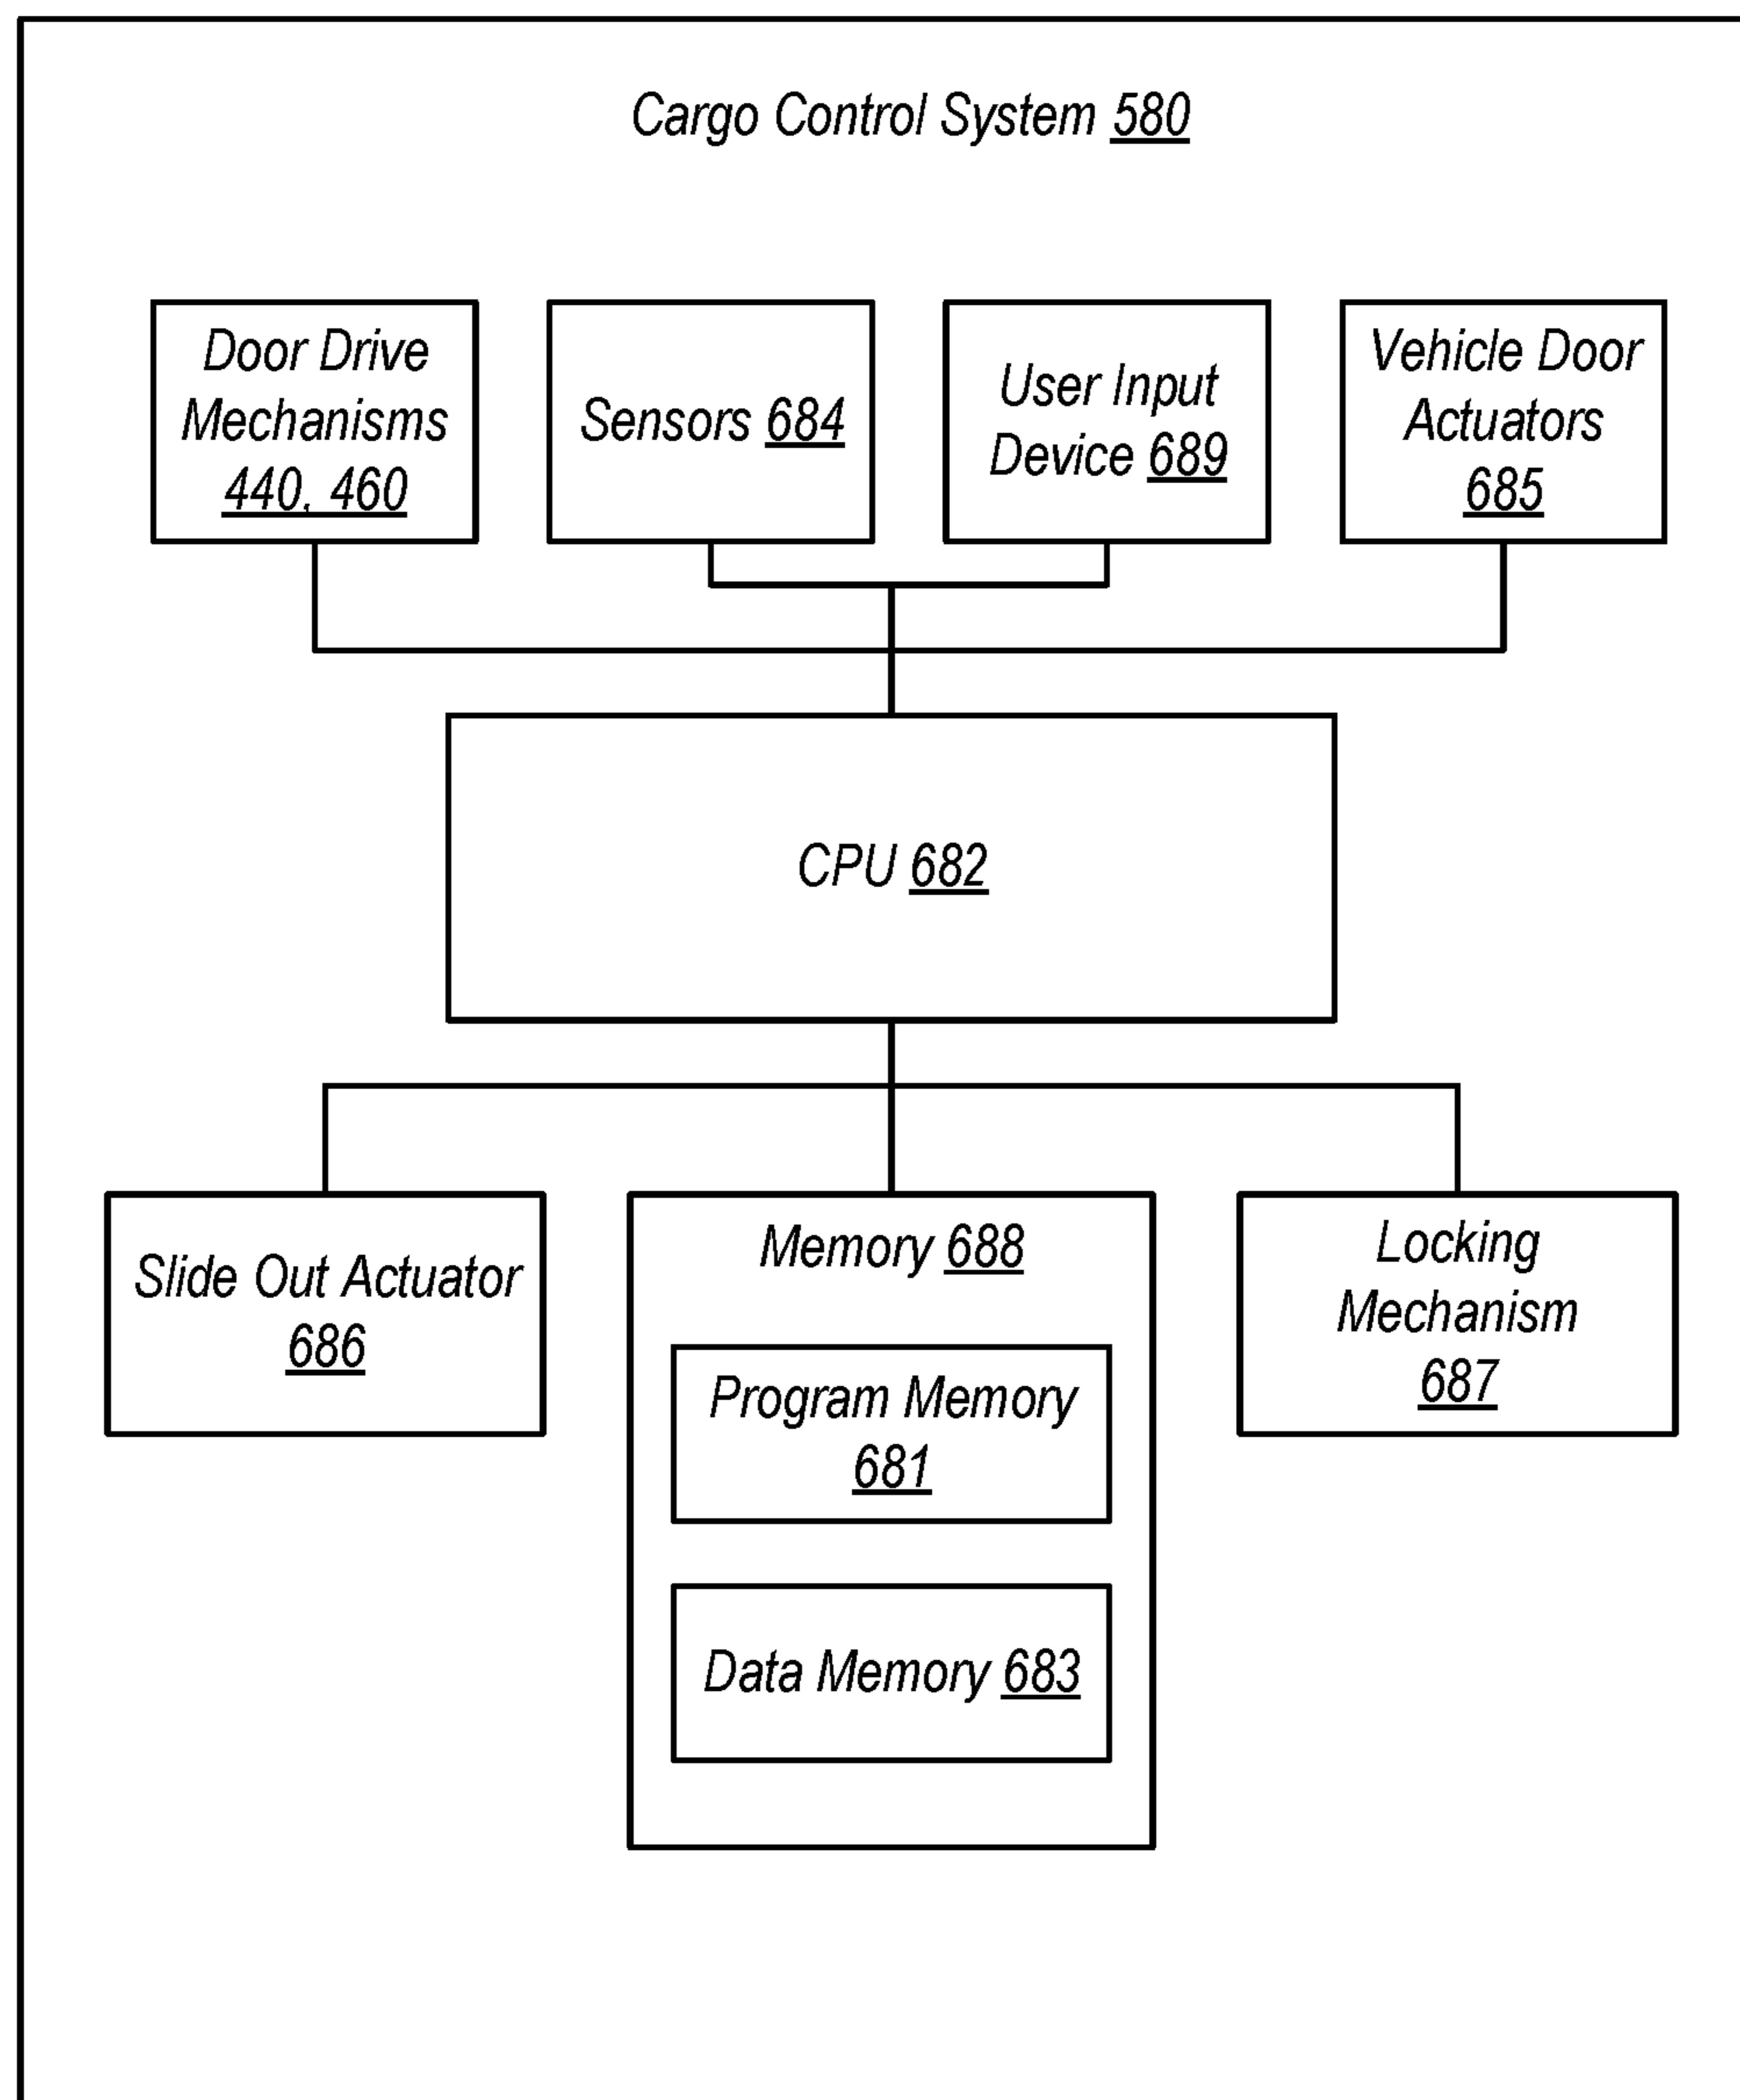 Cargo Control System 580
Door Drive
Mechanisms
440, 460
Sensors 684
User Input
Device 689
Vehicle Door
Actuators
685
CPU 682
Slide Out Actuator
686
Memory 688
Program Memory
681
Data Memory 683
Locking
Mechanism
687